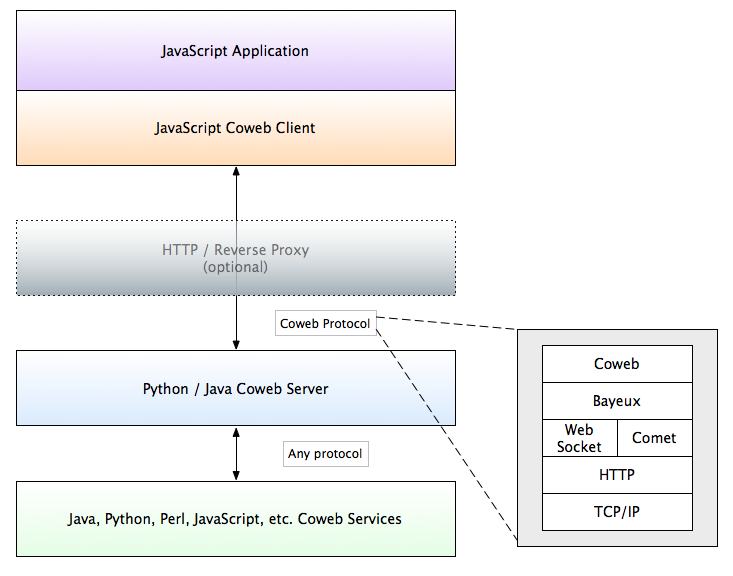 JavaScript Application
JavaScript Coweb Client
HTTP / Reverse Proxy
(optional)
Coweb Protocol
Python / Java Coweb Server
Any protocol
Java, Python, Perl, JavaScript, etc. Coweb Services
Coweb
Bayeux
Web
Socket
Comet
HTTP
TCP/IP